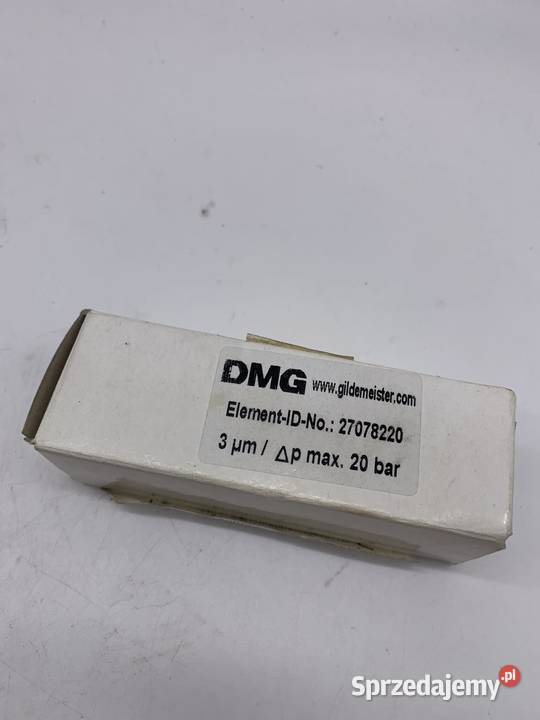 DMG www.gildemeister.com
Element-ID-No.: 27078220
3 µm / Δp max. 20 bar
Sprzedajemy.pl